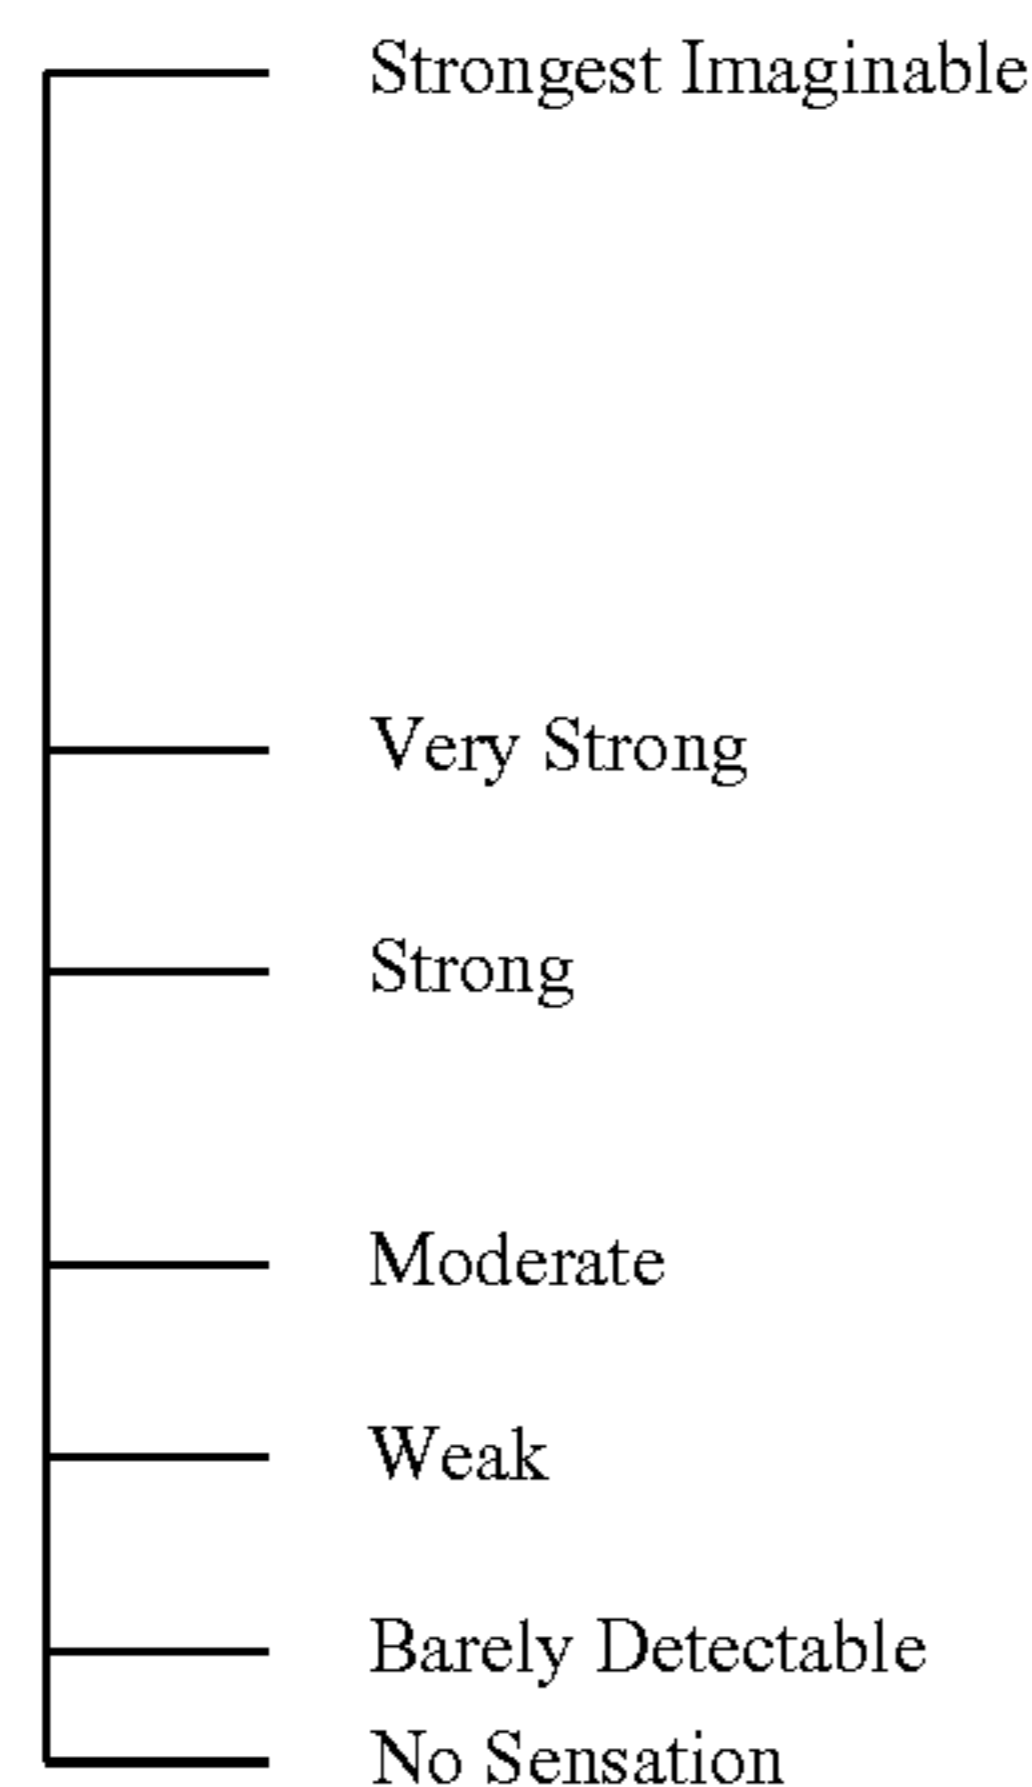 Strongest Imaginable
Very Strong
Strong
Moderate
Weak
Barely Detectable
No Sensation